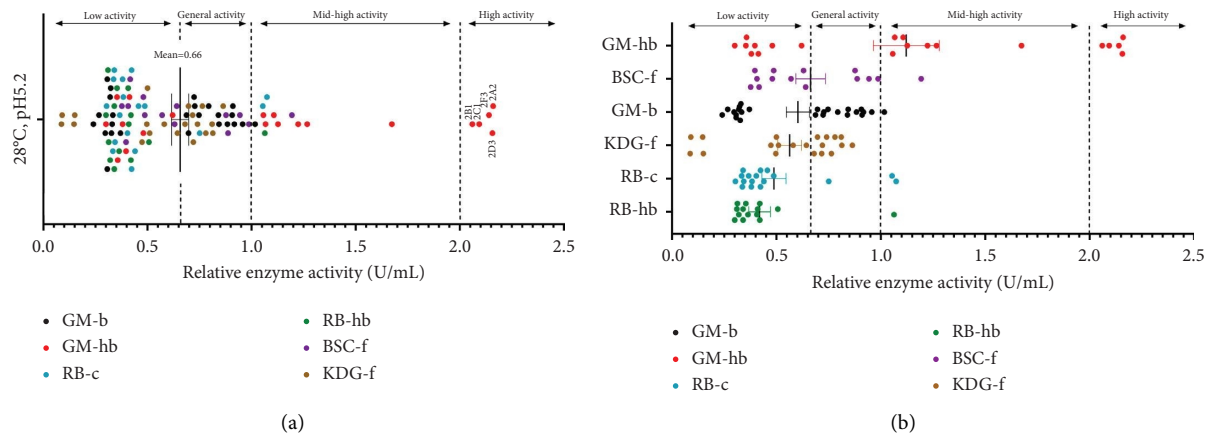 Low activity General activity Mid-high activity High activity
Mean=0.66
2B1 2C1 2F3 2A2
2D3
28°C, pH5.2
0.0 0.5 1.0 1.5 2.0 2.5
Relative enzyme activity (U/mL)
GM-b RB-hb
GM-hb BSC-f
RB-c KDG-f
(a)
Low activity General activity Mid-high activity High activity
GM-hb
BSC-f
GM-b
KDG-f
RB-c
RB-hb
0.0 0.5 1.0 1.5 2.0 2.5
Relative enzyme activity (U/mL)
GM-b RB-hb
GM-hb BSC-f
RB-c KDG-f
(b)